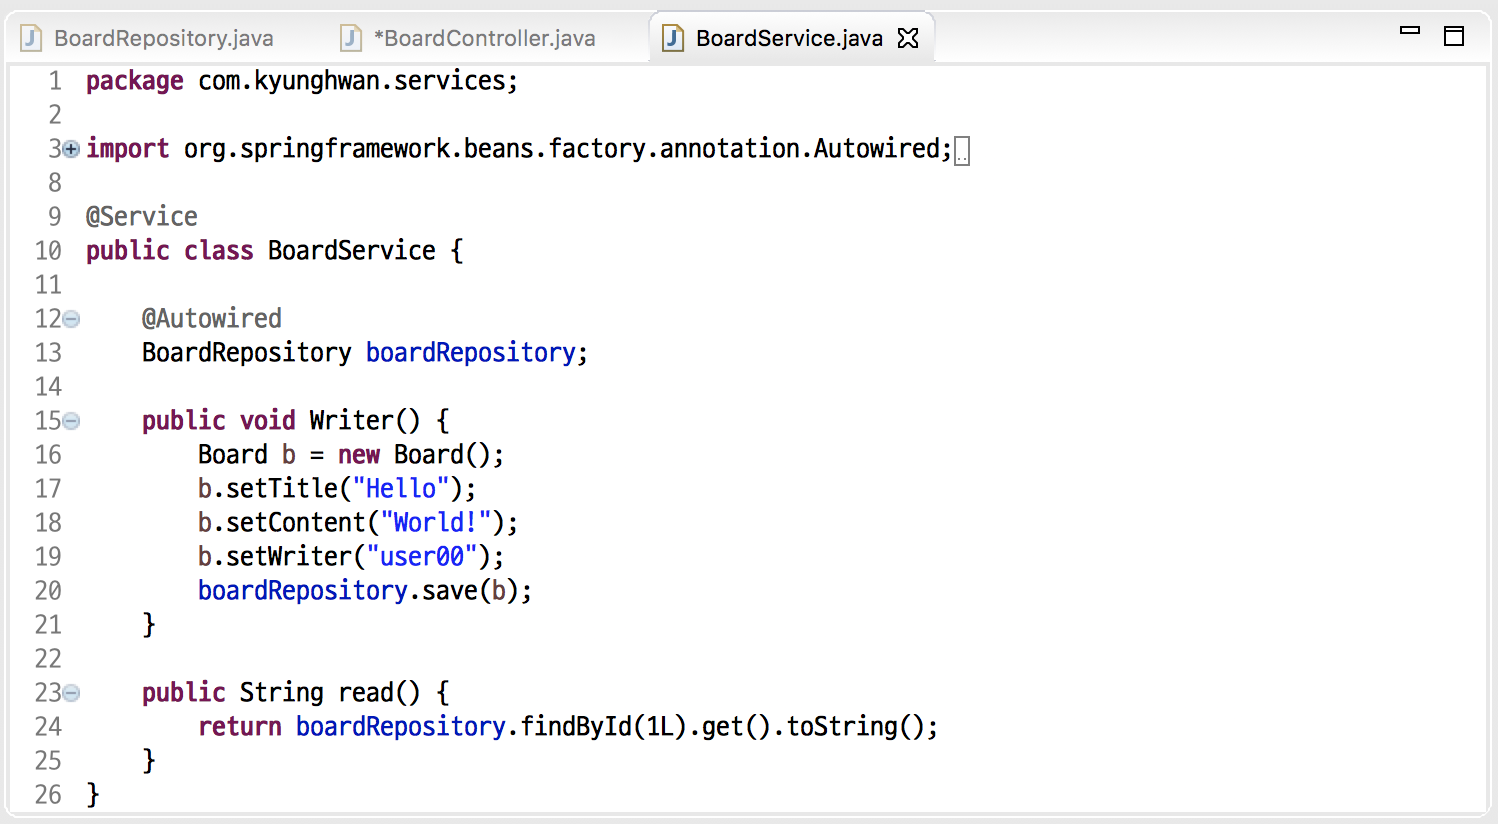 BoardRepository.java *BoardController.java BoardService.java
1 package com.kyunghwan.services;
2
3 import org.springframework.beans.factory.annotation.Autowired;
8
9 @Service
10 public class BoardService {
11
12 @Autowired
13 BoardRepository boardRepository;
14
15 public void Writer() {
16 Board b = new Board();
17 b.setTitle("Hello");
18 b.setContent("World!");
19 b.setWriter("user00");
20 boardRepository.save(b);
21 }
22
23 public String read() {
24 return boardRepository.findById(1L).get().toString();
25 }
26 }